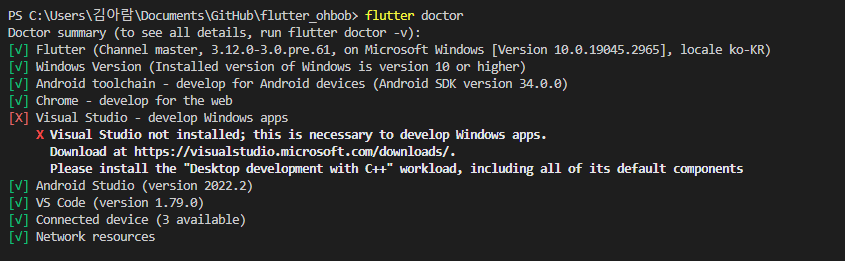 PS C:\Users\김아람\Documents\GitHub\flutter_ohbob> flutter doctor
Doctor summary (to see all details, run flutter doctor -v):
[√] Flutter (Channel master, 3.12.0-3.0.pre.61, on Microsoft Windows [Version 10.0.19045.2965], locale ko-KR)
[√] Windows Version (Installed version of Windows is version 10 or higher)
[√] Android toolchain - develop for Android devices (Android SDK version 34.0.0)
[√] Chrome - develop for the web
[X] Visual Studio - develop Windows apps
X Visual Studio not installed; this is necessary to develop Windows apps.
Download at https://visualstudio.microsoft.com/downloads/.
Please install the "Desktop development with C++" workload, including all of its default components
[√] Android Studio (version 2022.2)
[√] VS Code (version 1.79.0)
[√] Connected device (3 available)
[√] Network resources